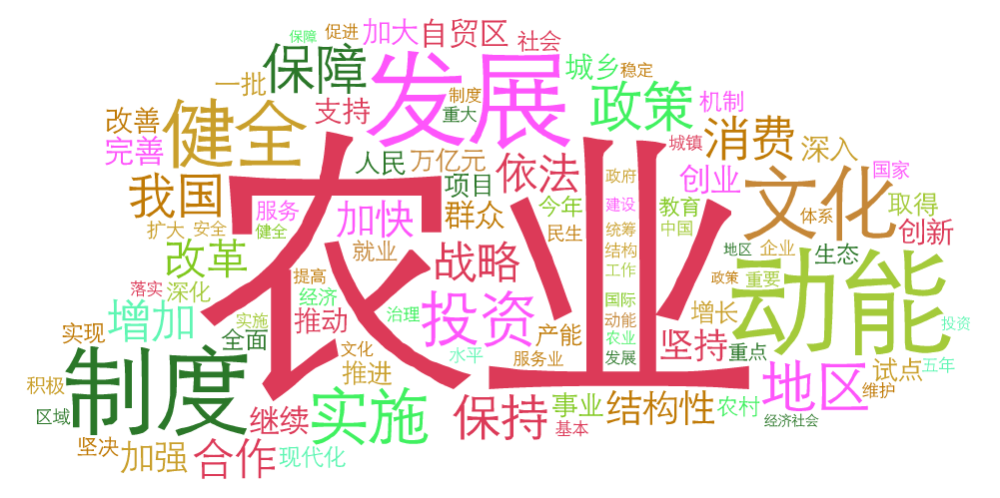 保障
促进
加大
自贸区
社会
保障
发展
城乡
稳定
一批
支持
制度
重大
政策
机制
改善
完善
健全
消费
深入
城镇
国家
人民
万亿元
依法
农业
我国
项目
政府
创业
文化
取得
体系
服务
加快
群众
今年
建设
教育
中国
创新
扩大
安全
健全
民生
统筹
改革
就业
战略
结构
地区
企业
生态
工作
动能
落实
深化
提高
政策
重要
增加
实施
经济
推动
治理
投资
国际
动能
增长
投资
实现
全面
产能
农业
坚持
重点
制度
文化
水平
服务业
发展
推进
地区
试点
五年
积极
维护
区域
继续
实施
保持
事业
基本
结构性
农村
经济社会
坚决
加强
合作
现代化